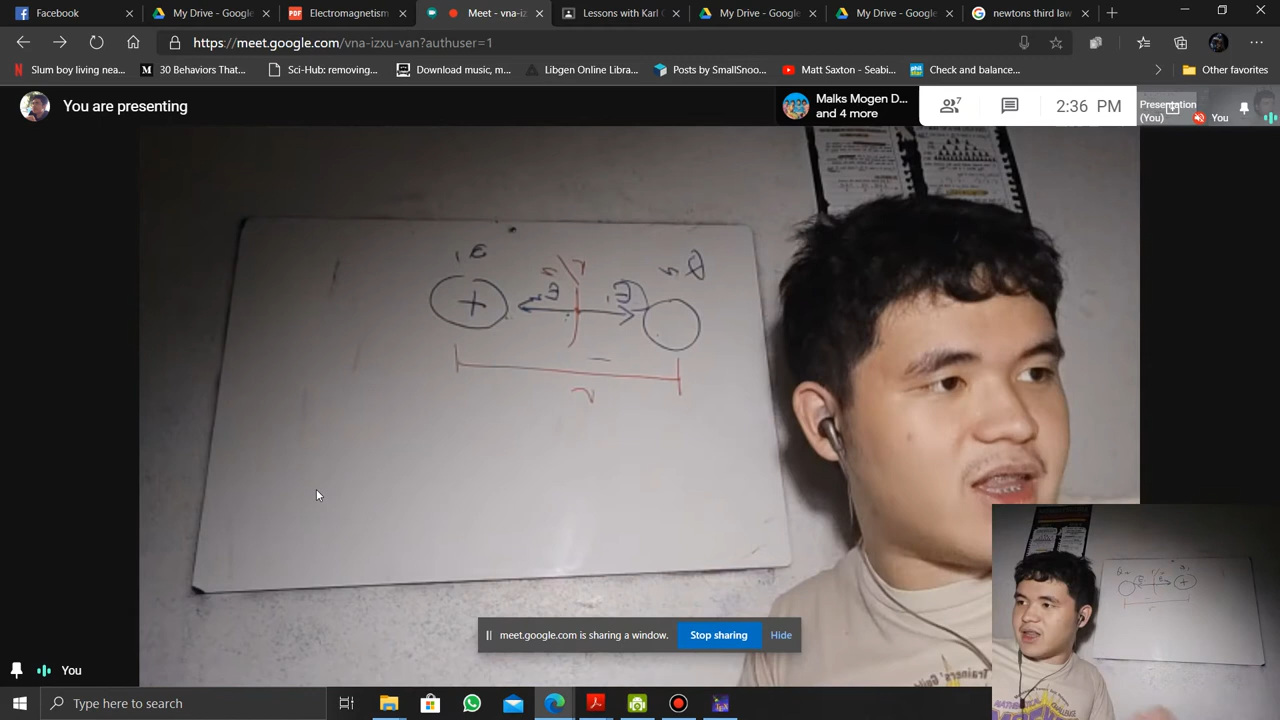 Facebook
My Drive - Google
PDF
Electromagnetism
Meet - vna-iz
Lessons with Karl
My Drive - Google
My Drive - Google
newtons third law
https://meet.google.com/vna-izxu-van?authuser=1
Slum boy living nea...
30 Behaviors That...
Sci-Hub: removing...
Download music, m...
Libgen Online Libra...
Posts by SmallSnoo...
Matt Saxton - Seabi...
Check and balance...
Other favorites
You are presenting
Malks Mogen D...
and 4 more
7
2:36 PM
Presentation
(You)
You
meet.google.com is sharing a window.
Stop sharing
Hide
You
Type here to search